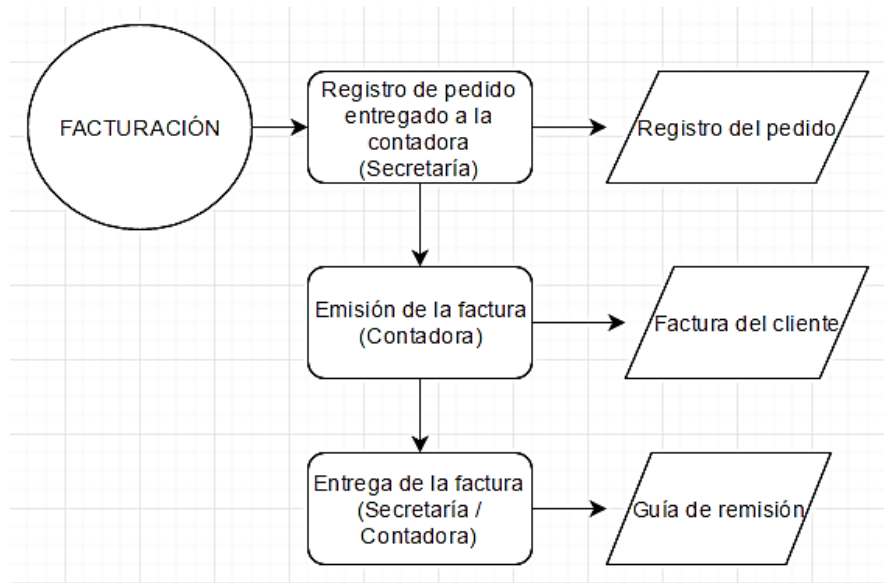 FACTURACIÓN
Registro de pedido
entregado a la
contadora
(Secretaría)
Registro del pedido
Emisión de la factura
(Contadora)
Factura del cliente
Entrega de la factura
(Secretaría /
Contadora)
Guía de remisión